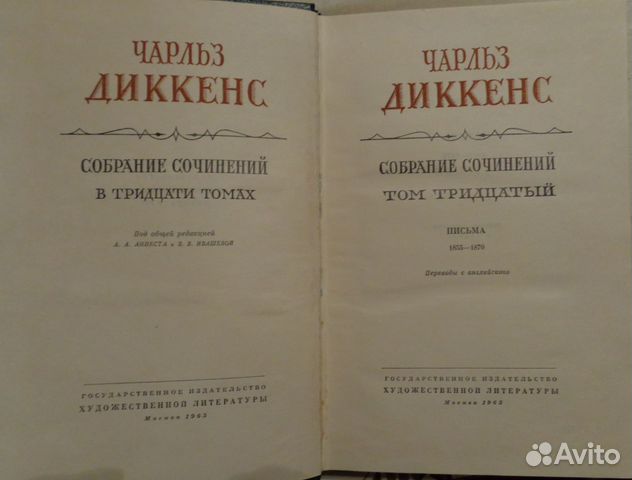 ЧАРЛЬЗ
ДИККЕНС
СОБРАНИЕ СОЧИНЕНИЙ
В ТРИДЦАТИ ТОМАХ
Под общей редакцией
А. А. АНИКСТА и В. В. ИВАШЕВОЙ
ГОСУДАРСТВЕННОЕ ИЗДАТЕЛЬСТВО
ХУДОЖЕСТВЕННОЙ ЛИТЕРАТУРЫ
Москва 1963
ЧАРЛЬЗ
ДИККЕНС
СОБРАНИЕ СОЧИНЕНИЙ
ТОМ ТРИДЦАТЫЙ
ПИСЬМА
1855—1870
Переводы с английского
ГОСУДАРСТВЕННОЕ ИЗДАТЕЛЬСТВО
ХУДОЖЕСТВЕННОЙ ЛИТЕРАТУРЫ
Москва 1963
Avito